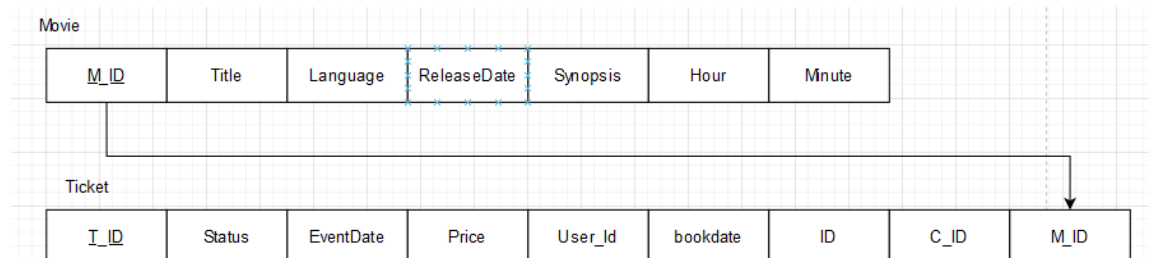 Movie
M_ID Title Language ReleaseDate Synopsis Hour Minute
Ticket
T_ID Status EventDate Price User_Id bookdate ID C_ID M_ID